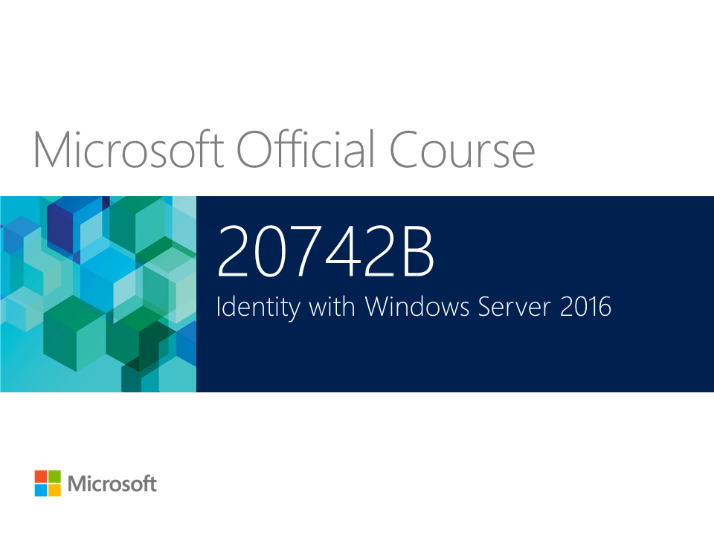 Microsoft Official Course
20742B
Identity with Windows Server 2016
Microsoft